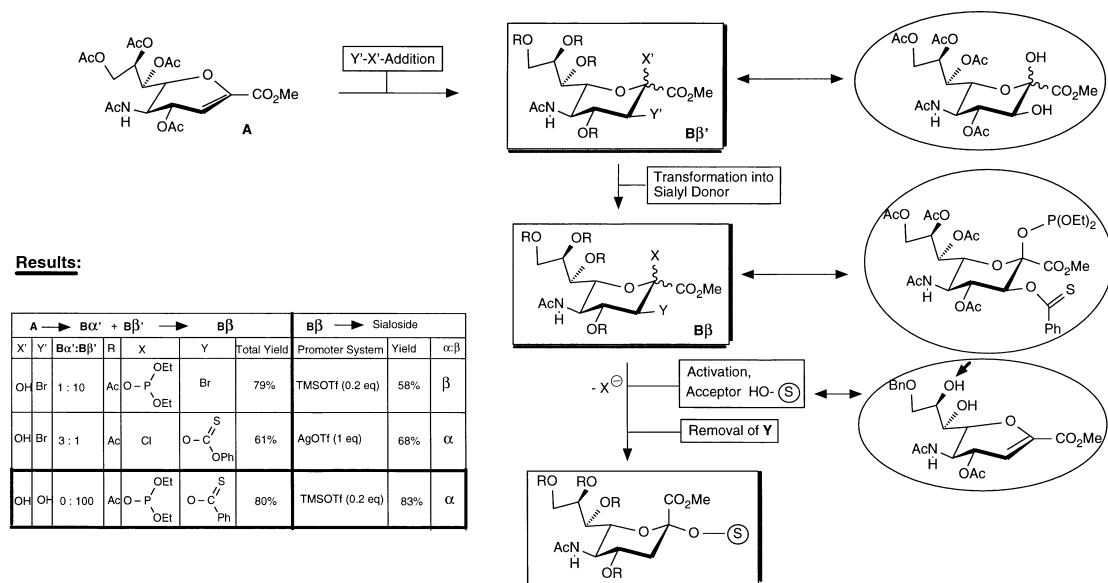 AcO
OAc
AcO
OAc
O
CO₂Me
AcN
H
AcO
A
Y'-X'-Addition
RO
OR
X'
OR
O
CO₂Me
AcN
H
Y'
OR
Bβ'
AcO
AcO
OAc
OH
O
CO₂Me
AcN
H
OH
OAc
Transformation into
Sialyl Donor
RO
OR
X
OR
O
CO₂Me
AcN
H
Y
OR
Bβ
AcO
AcO
OAc
O
P(OEt)₂
O
CO₂Me
AcN
H
O
S
AcO
Ph
Activation,
Acceptor HO- S
- X⊖
Removal of Y
BnO
OH
OH
O
CO₂Me
AcN
H
OAc
RO
RO
OR
CO₂Me
O
O
S
AcN
H
OR
Results:
A → Bα' + Bβ' → Bβ
Bβ → Sialoside
X' Y' Bα':Bβ' R X Y Total Yield Promoter System Yield α:β
OH Br 1 : 10 Ac O-P OEt OEt Br 79% TMSOTf (0.2 eq) 58% β
OH Br 3 : 1 Ac Cl O-C S OPh 61% AgOTf (1 eq) 68% α
OH OH 0 : 100 Ac O-P OEt OEt O-C S Ph 80% TMSOTf (0.2 eq) 83% α